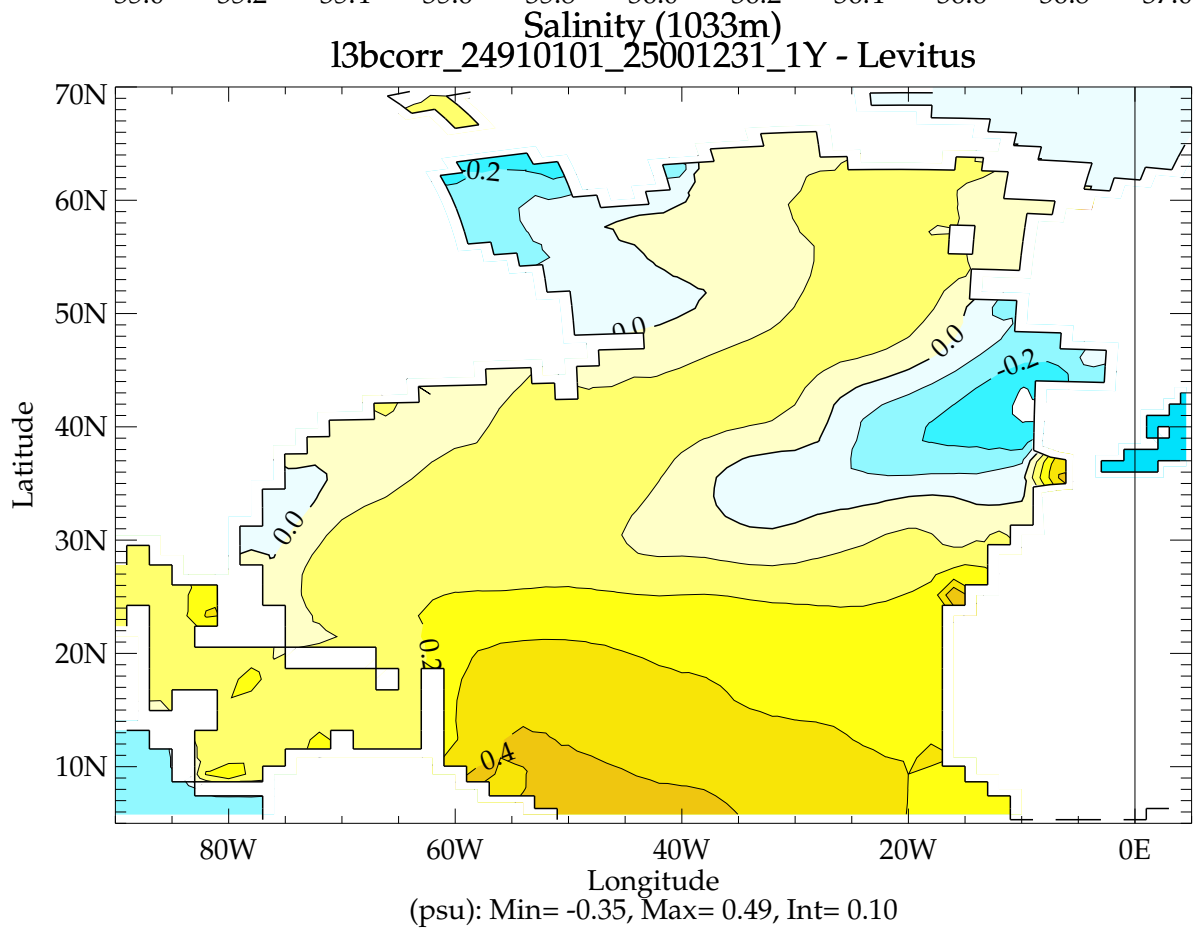 Salinity (1033m)
l3bcorr_24910101_25001231_1Y - Levitus
70N
60N
50N
40N
30N
20N
10N
Latitude
-0.2
0.0
0.0
-0.2
0.0
0.2
0.4
80W 60W 40W 20W 0E
Longitude
(psu): Min= -0.35, Max= 0.49, Int= 0.10